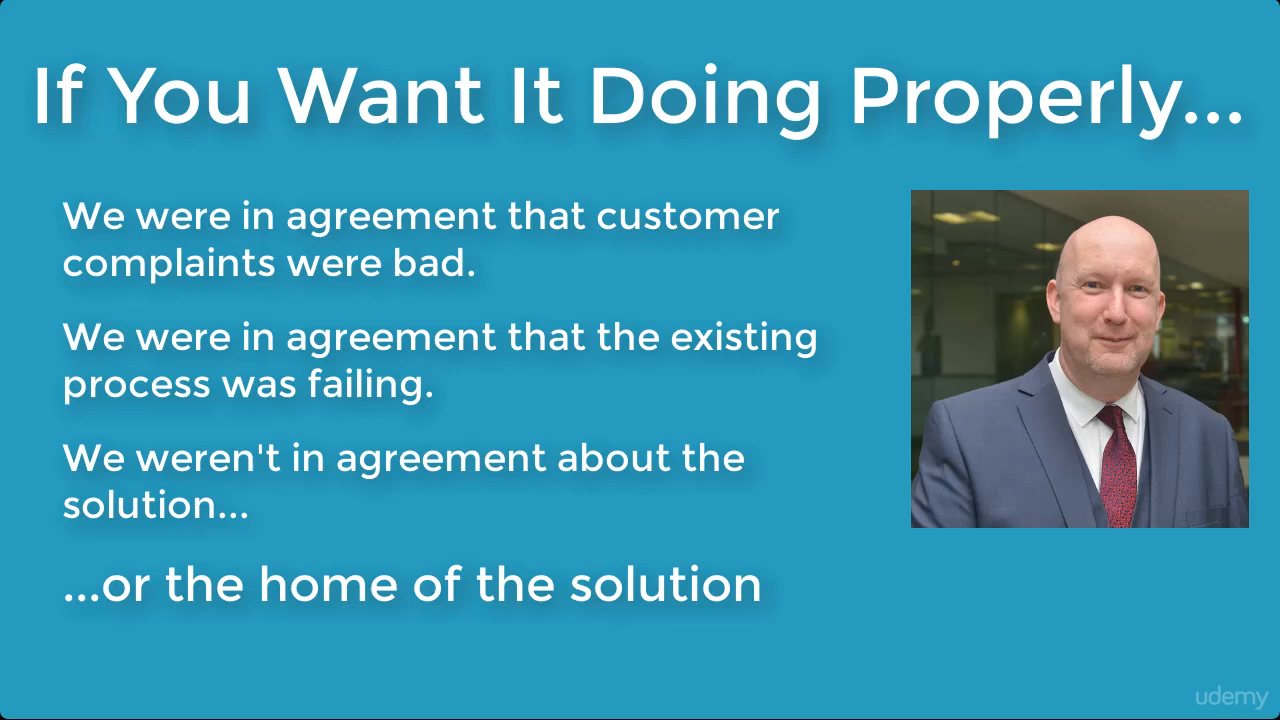 If You Want It Doing Properly...
We were in agreement that customer
complaints were bad.
We were in agreement that the existing
process was failing.
We weren't in agreement about the
solution...
...or the home of the solution
udemy